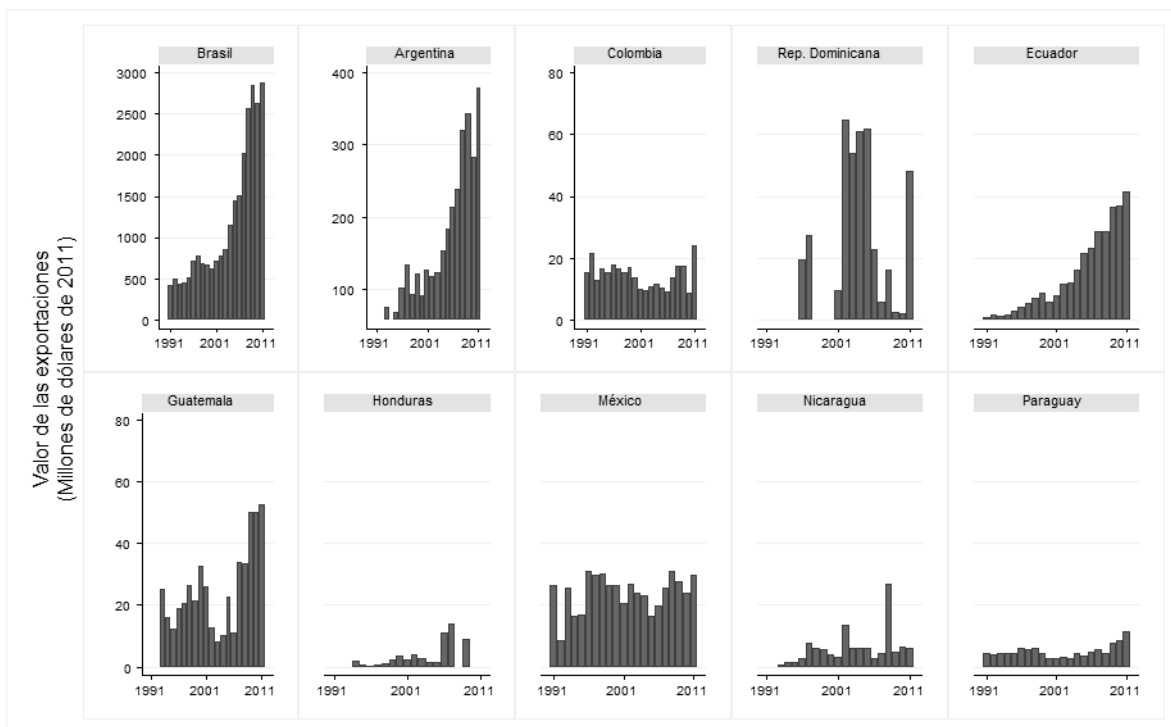 Valor de las exportaciones
(Millones de dólares de 2011)
Brasil
3000
2500
2000
1500
1000
500
0
1991 2001 2011
Argentina
400
300
200
100
1991 2001 2011
Colombia
80
60
40
20
0
1991 2001 2011
Rep. Dominicana
1991 2001 2011
Ecuador
1991 2001 2011
Guatemala
80
60
40
20
0
1991 2001 2011
Honduras
1991 2001 2011
México
1991 2001 2011
Nicaragua
1991 2001 2011
Paraguay
1991 2001 2011